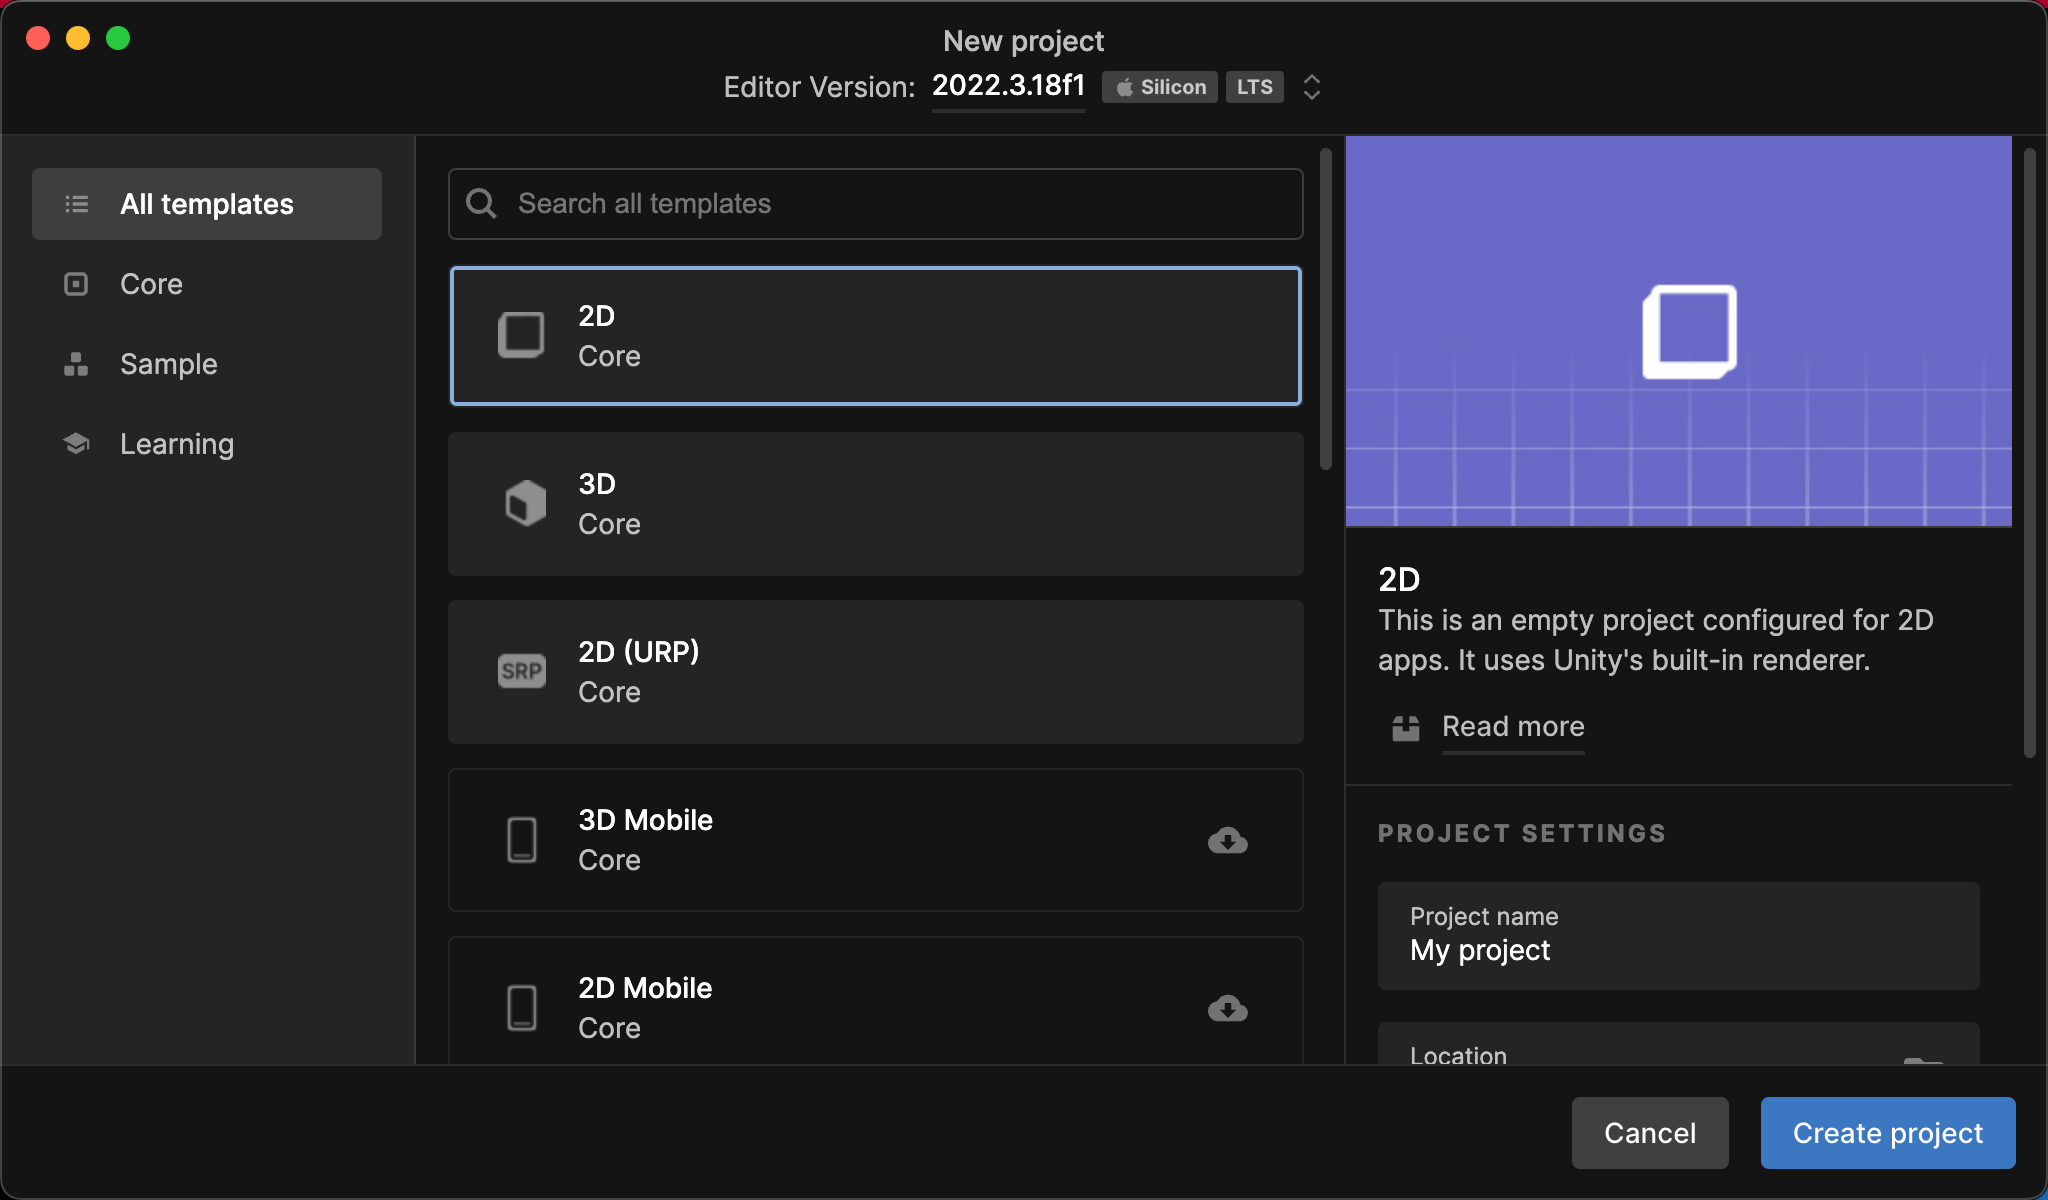 New project
Editor Version: 2022.3.18f1 Silicon LTS
All templates
Core
Sample
Learning
Search all templates
2D
Core
3D
Core
SRP
2D (URP)
Core
3D Mobile
Core
2D Mobile
Core
2D
This is an empty project configured for 2D
apps. It uses Unity's built-in renderer.
Read more
PROJECT SETTINGS
Project name
My project
Location
Cancel
Create project